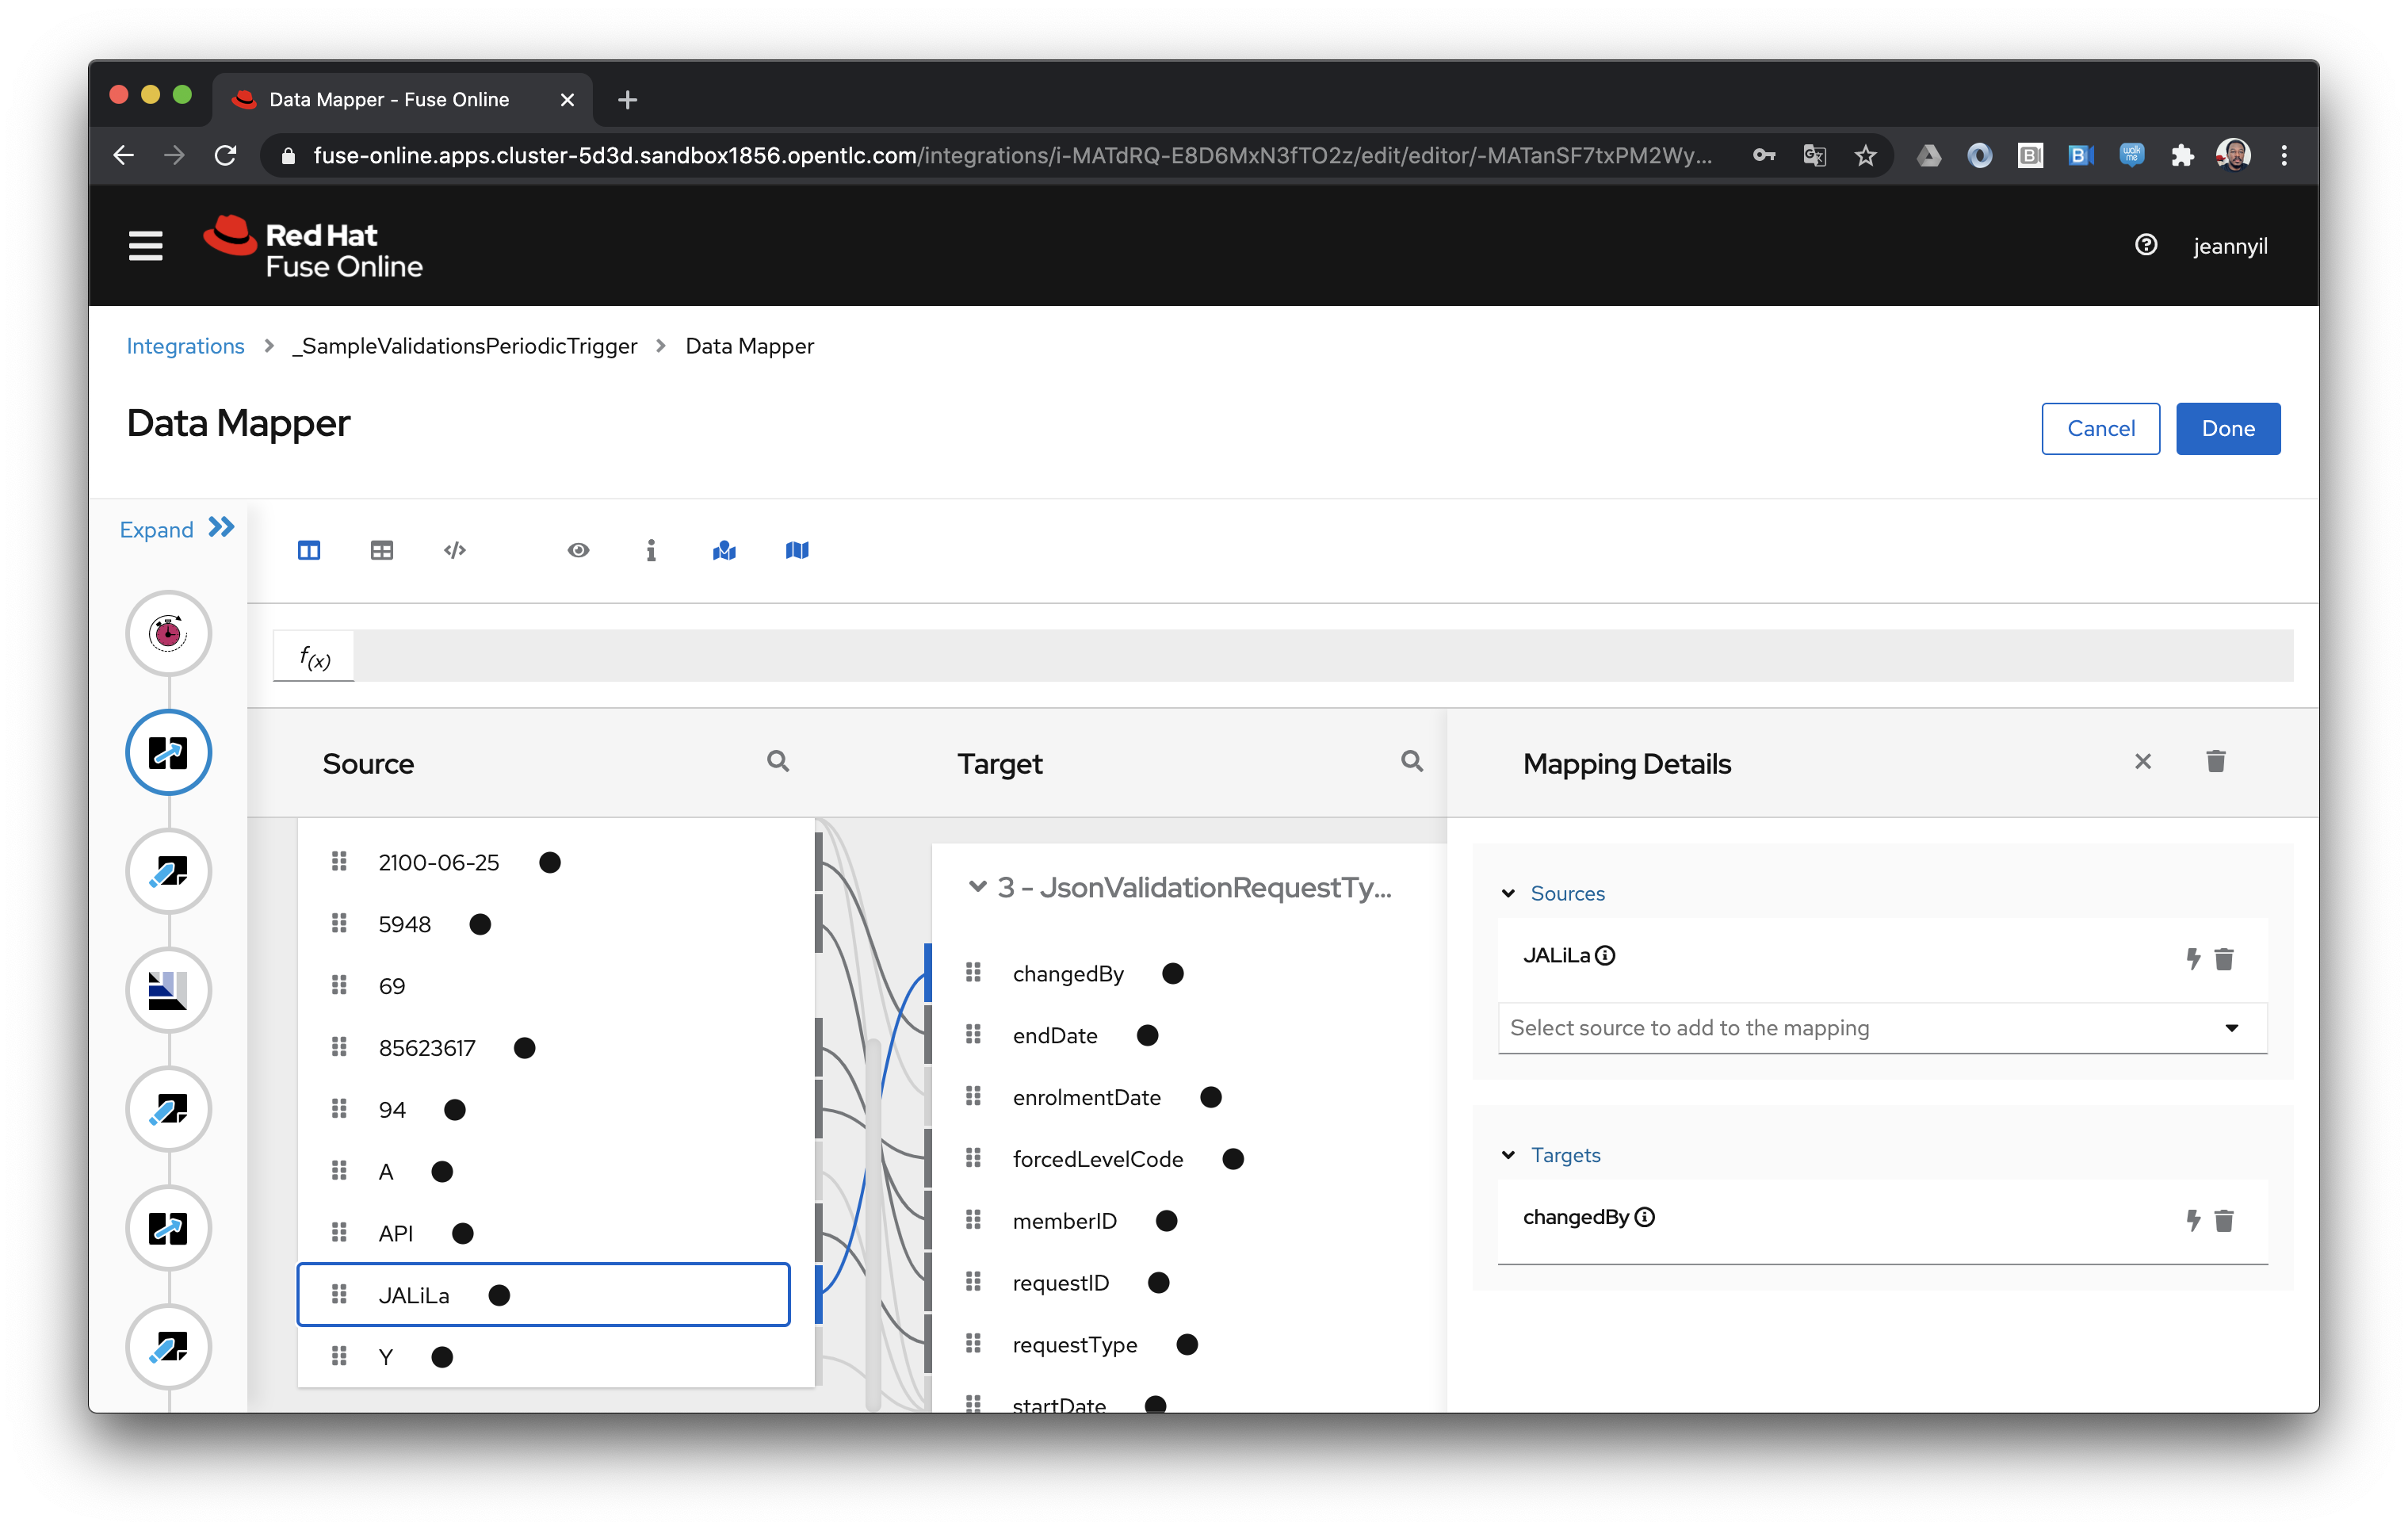 Data Mapper - Fuse Online
fuse-online.apps.cluster-5d3d.sandbox1856.opentlc.com/integrations/i-MATdRQ-E8D6MxN3fTO2z/edit/editor/-MATanSF7txPM2Wy...
Red Hat
Fuse Online
jeannyil
Integrations > _SampleValidationsPeriodicTrigger > Data Mapper
Data Mapper
Cancel
Done
Expand
f(x)
Source
2100-06-25
5948
69
85623617
94
A
API
JALiLa
Y
Target
3 - JsonValidationRequestTy...
changedBy
endDate
enrolmentDate
forcedLevelCode
memberID
requestID
requestType
startDate
Mapping Details
Sources
JALiLa
Select source to add to the mapping
Targets
changedBy